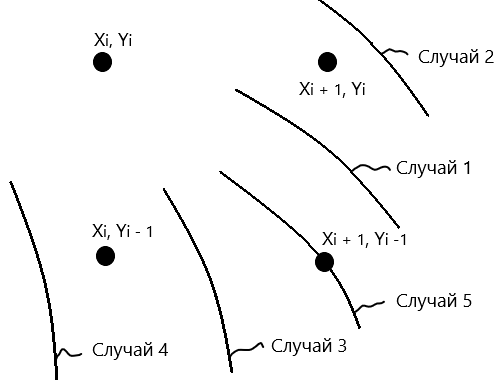 Xi, Yi
Случай 2
Xi + 1, Yi
Случай 1
Xi, Yi - 1
Xi + 1, Yi -1
Случай 5
Случай 4
Случай 3